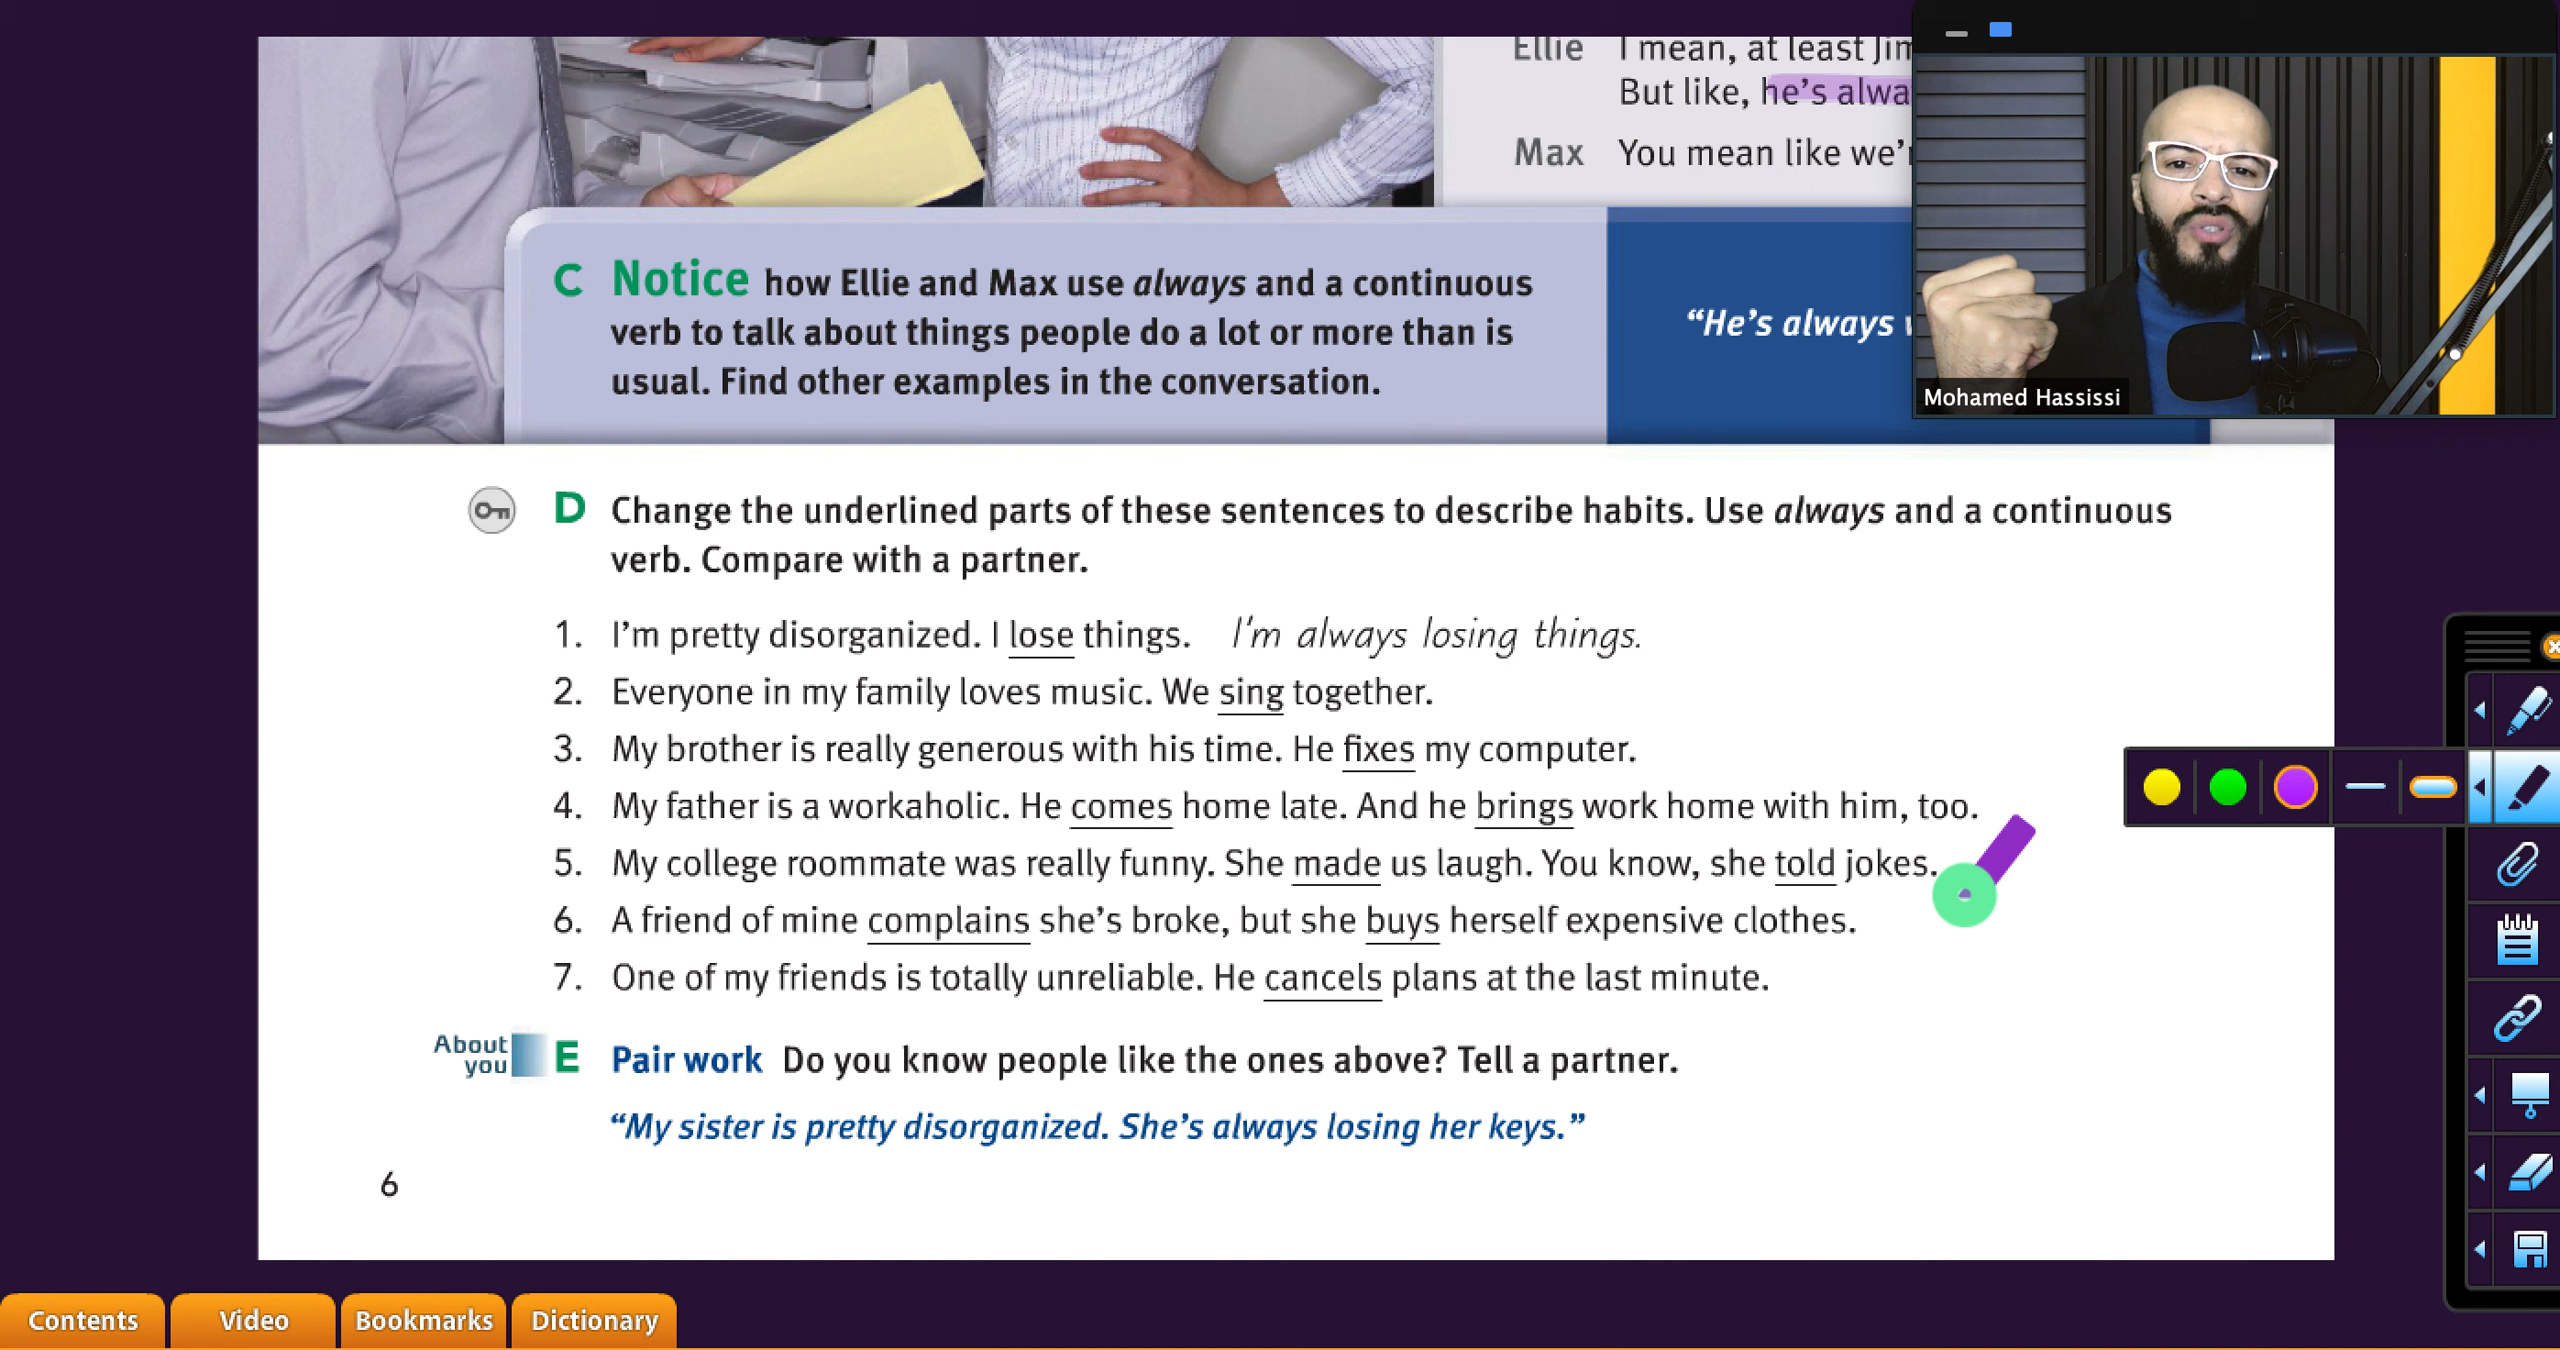 Ellie I mean, at least Jim
But like, he's alwa
Max You mean like we'r
C Notice how Ellie and Max use always and a continuous
verb to talk about things people do a lot or more than is
usual. Find other examples in the conversation.
"He's always
Mohamed Hassissi
D Change the underlined parts of these sentences to describe habits. Use always and a continuous
verb. Compare with a partner.
1. I'm pretty disorganized. I lose things. I'm always losing things.
2. Everyone in my family loves music. We sing together.
3. My brother is really generous with his time. He fixes my computer.
4. My father is a workaholic. He comes home late. And he brings work home with him, too.
5. My college roommate was really funny. She made us laugh. You know, she told jokes.
6. A friend of mine complains she's broke, but she buys herself expensive clothes.
7. One of my friends is totally unreliable. He cancels plans at the last minute.
About
you
E Pair work Do you know people like the ones above? Tell a partner.
"My sister is pretty disorganized. She's always losing her keys."
6
Contents Video Bookmarks Dictionary